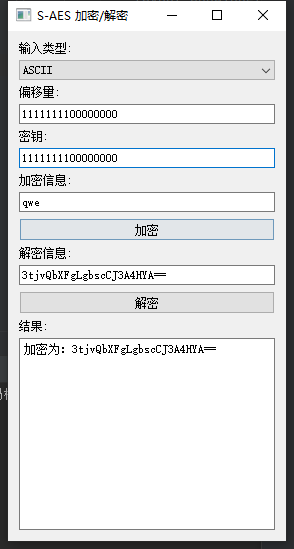 S-AES 加密/解密
输入类型:
ASCII
偏移量:
1111111100000000
密钥:
1111111100000000
加密信息:
qwe
加密
解密信息:
3tjvQbXFgLgbscCJ3A4HYA==
解密
结果:
加密为: 3tjvQbXFgLgbscCJ3A4HYA==